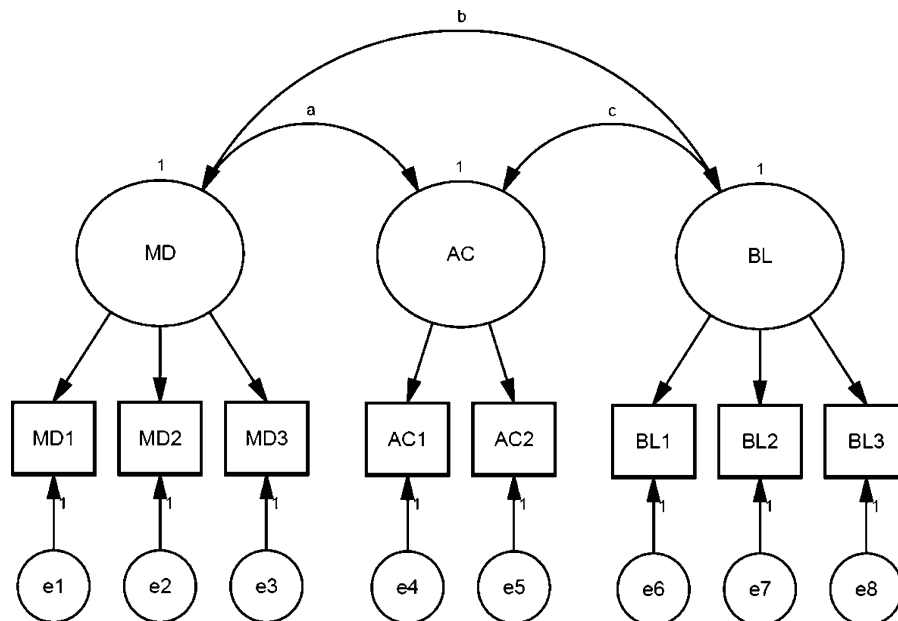 b
a c
1 1 1
MD AC BL
MD1 MD2 MD3 AC1 AC2 BL1 BL2 BL3
1 1 1 1 1 1 1 1
e1 e2 e3 e4 e5 e6 e7 e8